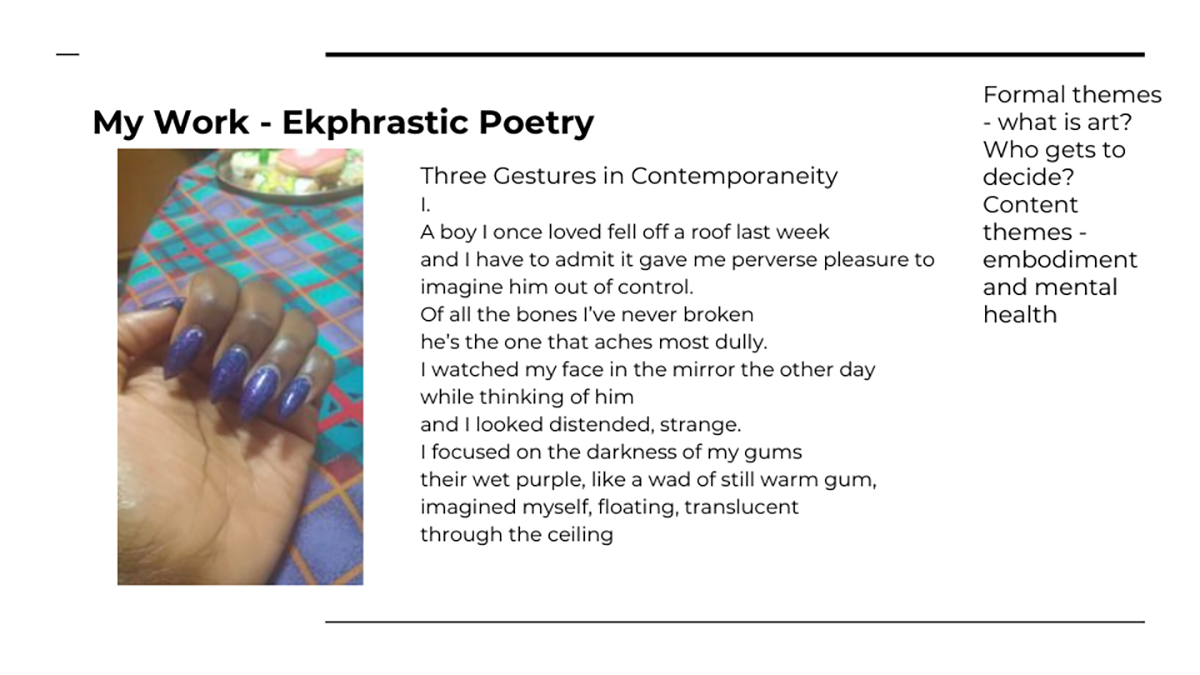 My Work - Ekphrastic Poetry
Three Gestures in Contemporaneity
I.
A boy I once loved fell off a roof last week
and I have to admit it gave me perverse pleasure to
imagine him out of control.
Of all the bones I’ve never broken
he’s the one that aches most dully.
I watched my face in the mirror the other day
while thinking of him
and I looked distended, strange.
I focused on the darkness of my gums
their wet purple, like a wad of still warm gum,
imagined myself, floating, translucent
through the ceiling
Formal themes
- what is art?
Who gets to
decide?
Content
themes -
embodiment
and mental
health